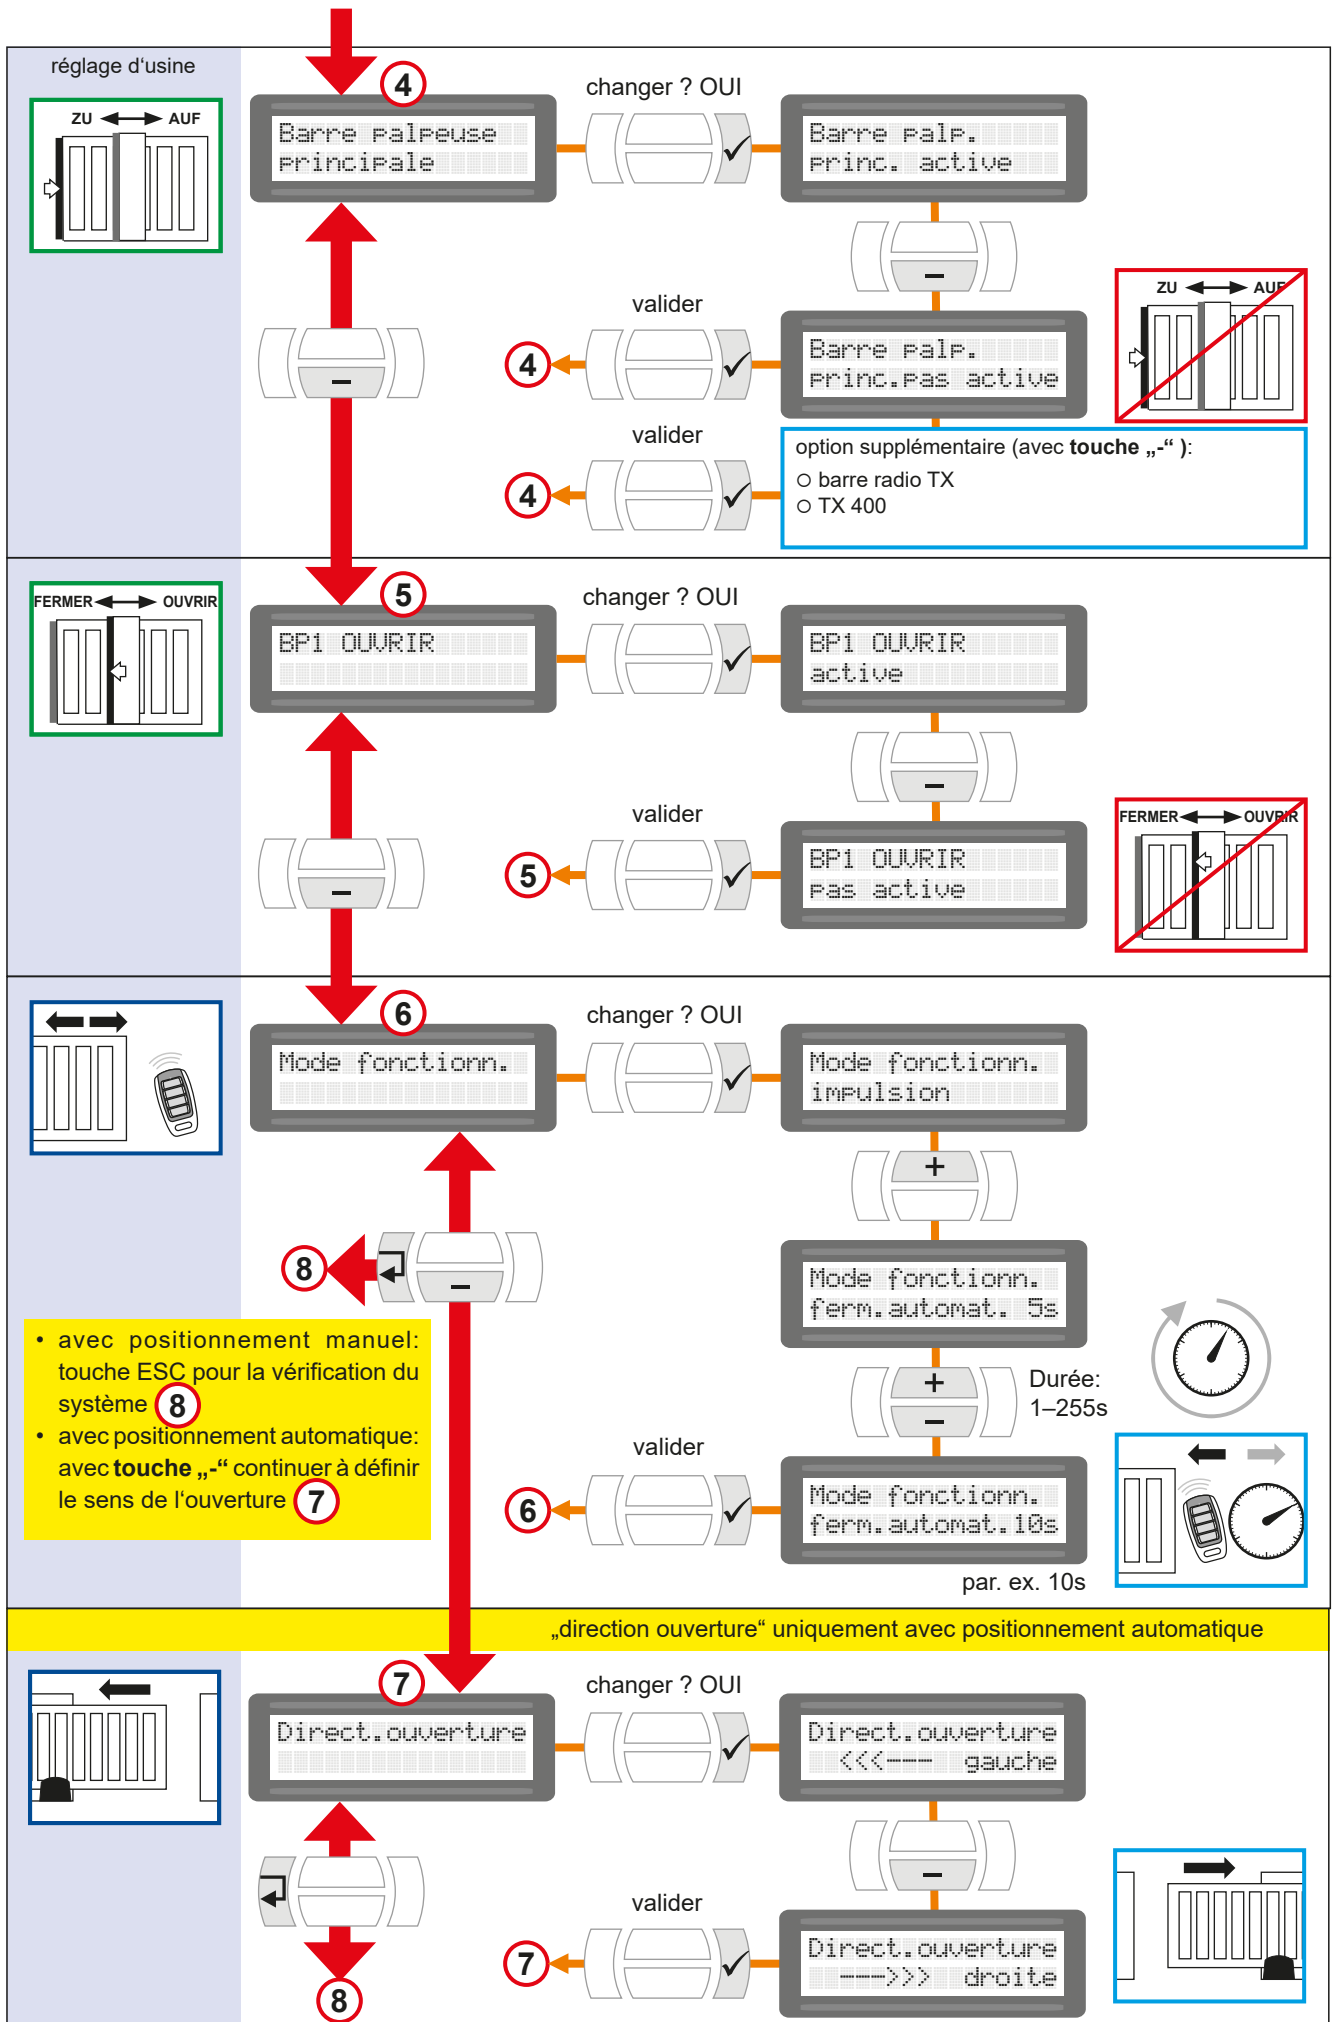 réglage d‘usine
ZU AUF
4
changer ? OUI
Barre palpeuse
principale
Barre palp.
princ. active
valider
4
Barre palp.
princ.pas active
ZU AUF
valider
4
option supplémentaire (avec touche „-“ ):
barre radio TX
TX 400
FERMER OUVRIR
5
changer ? OUI
BP1 OUVRIR
BP1 OUVRIR
active
valider
5
BP1 OUVRIR
pas active
FERMER OUVRIR
6
changer ? OUI
Mode fonctionn.
Mode fonctionn.
impulsion
+
8
Mode fonctionn.
ferm.automat. 5s
• avec positionnement manuel:
touche ESC pour la vérification du
système 8
• avec positionnement automatique:
avec touche „-“ continuer à définir
le sens de l‘ouverture 7
+
Durée:
1–255s
valider
6
Mode fonctionn.
ferm.automat.10s
par. ex. 10s
„direction ouverture“ uniquement avec positionnement automatique
7
changer ? OUI
Direct.ouverture
Direct.ouverture
<<<--- gauche
valider
7
Direct.ouverture
--->>> droite
8